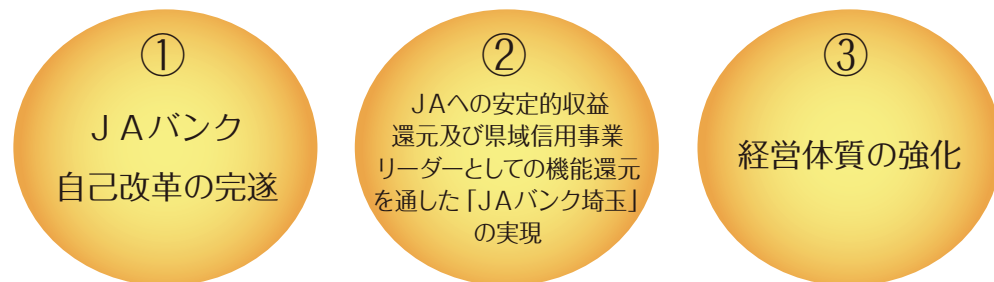 ①
ＪＡバンク
自己改革の完遂
②
ＪＡへの安定的収益
還元及び県域信用事業
リーダーとしての機能還元
を通した「ＪＡバンク埼玉」
の実現
③
経営体質の強化